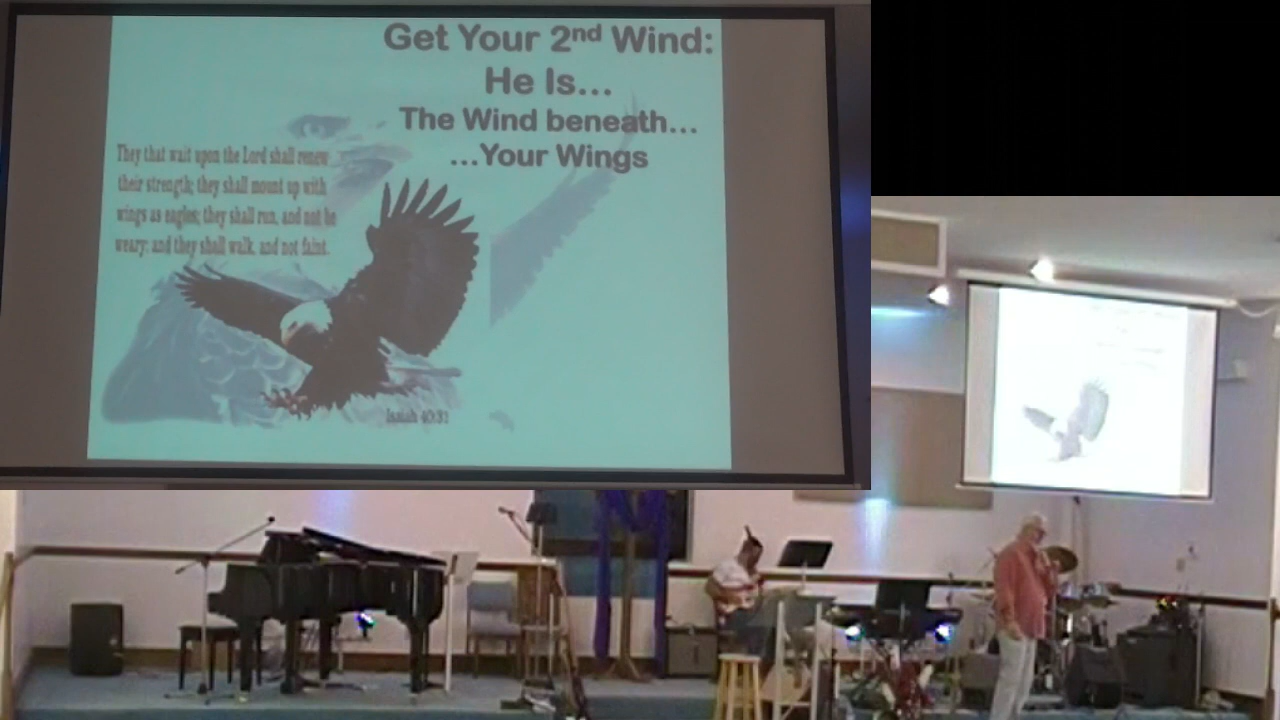 Get Your 2nd Wind:
He Is...
The Wind beneath...
...Your Wings
They that wait upon the Lord shall renew
their strength; they shall mount up with
wings as eagles; they shall run, and not be
weary; and they shall walk, and not faint.
Isaiah 40:31